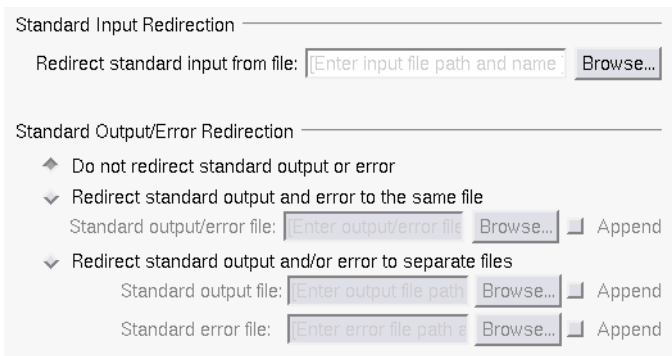 Standard Input Redirection
Redirect standard input from file: [Enter input file path and name ] Browse...
Standard Output/Error Redirection
Do not redirect standard output or error
Redirect standard output and error to the same file
Standard output/error file: [Enter output/error file Browse... Append
Redirect standard output and/or error to separate files
Standard output file: [Enter output file path Browse... Append
Standard error file: [Enter error file path a Browse... Append